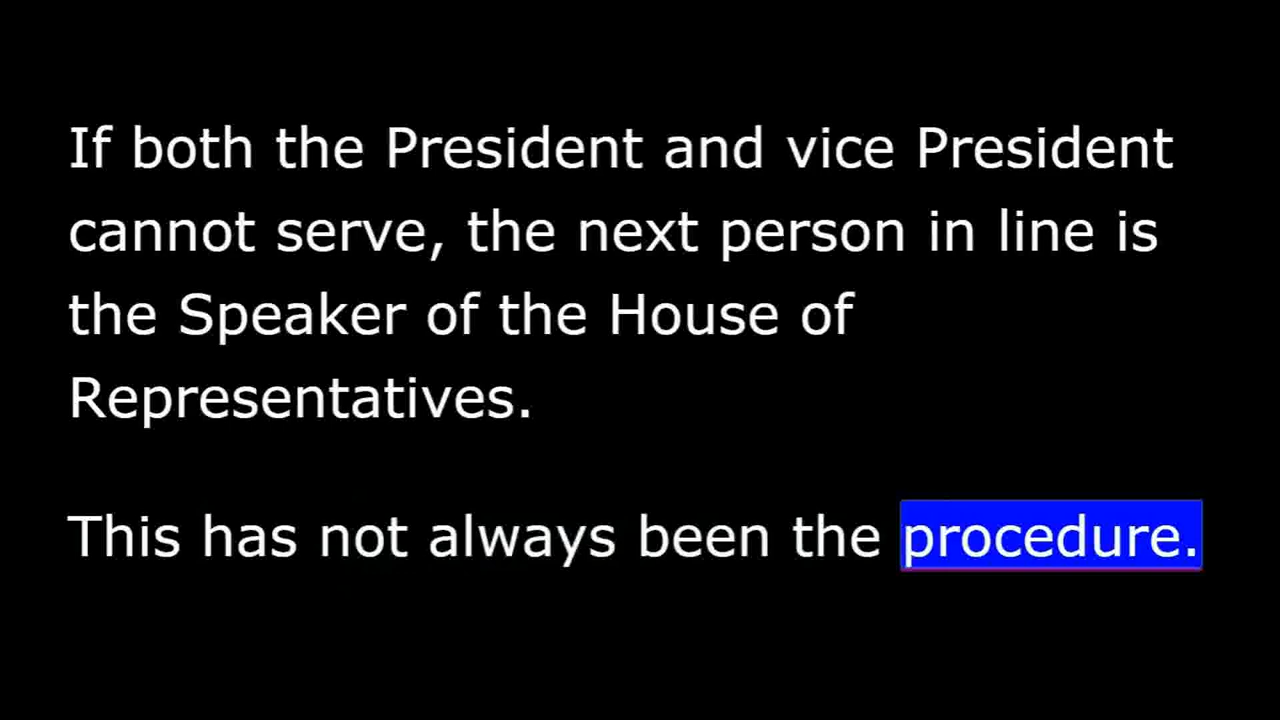 If both the President and vice President
cannot serve, the next person in line is
the Speaker of the House of
Representatives.
This has not always been the procedure.